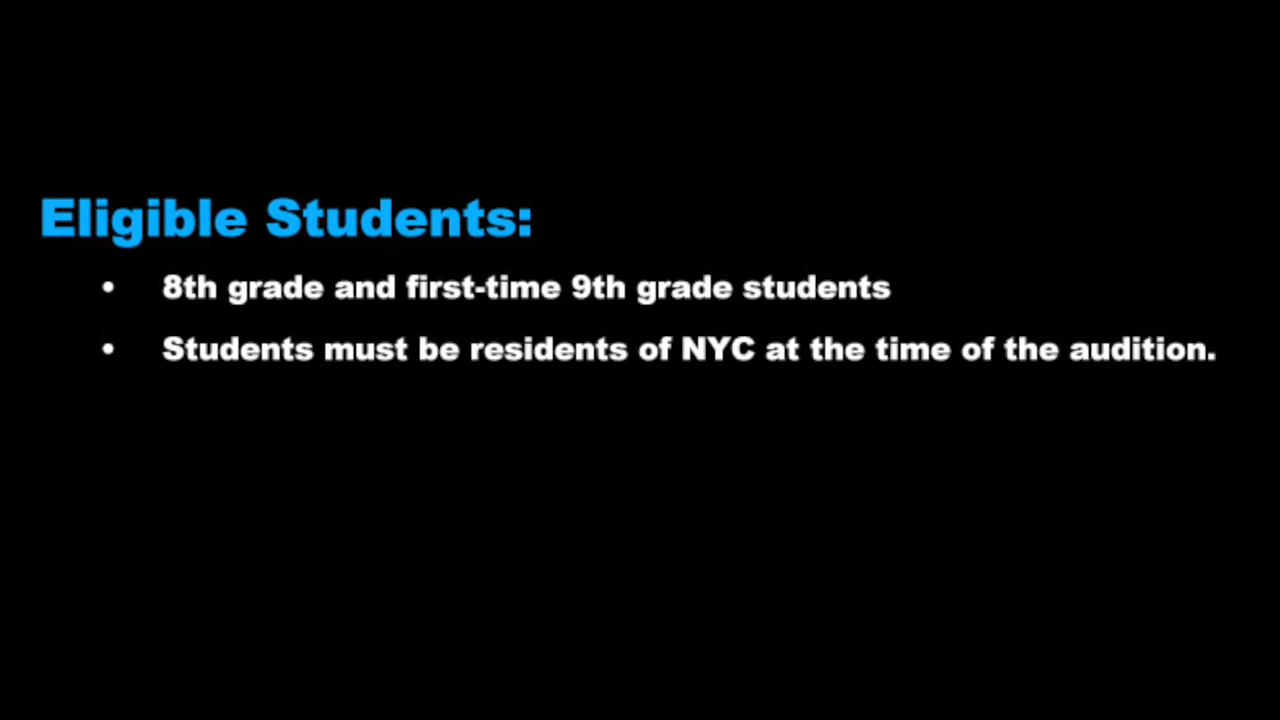 Eligible Students:
• 8th grade and first-time 9th grade students
• Students must be residents of NYC at the time of the audition.